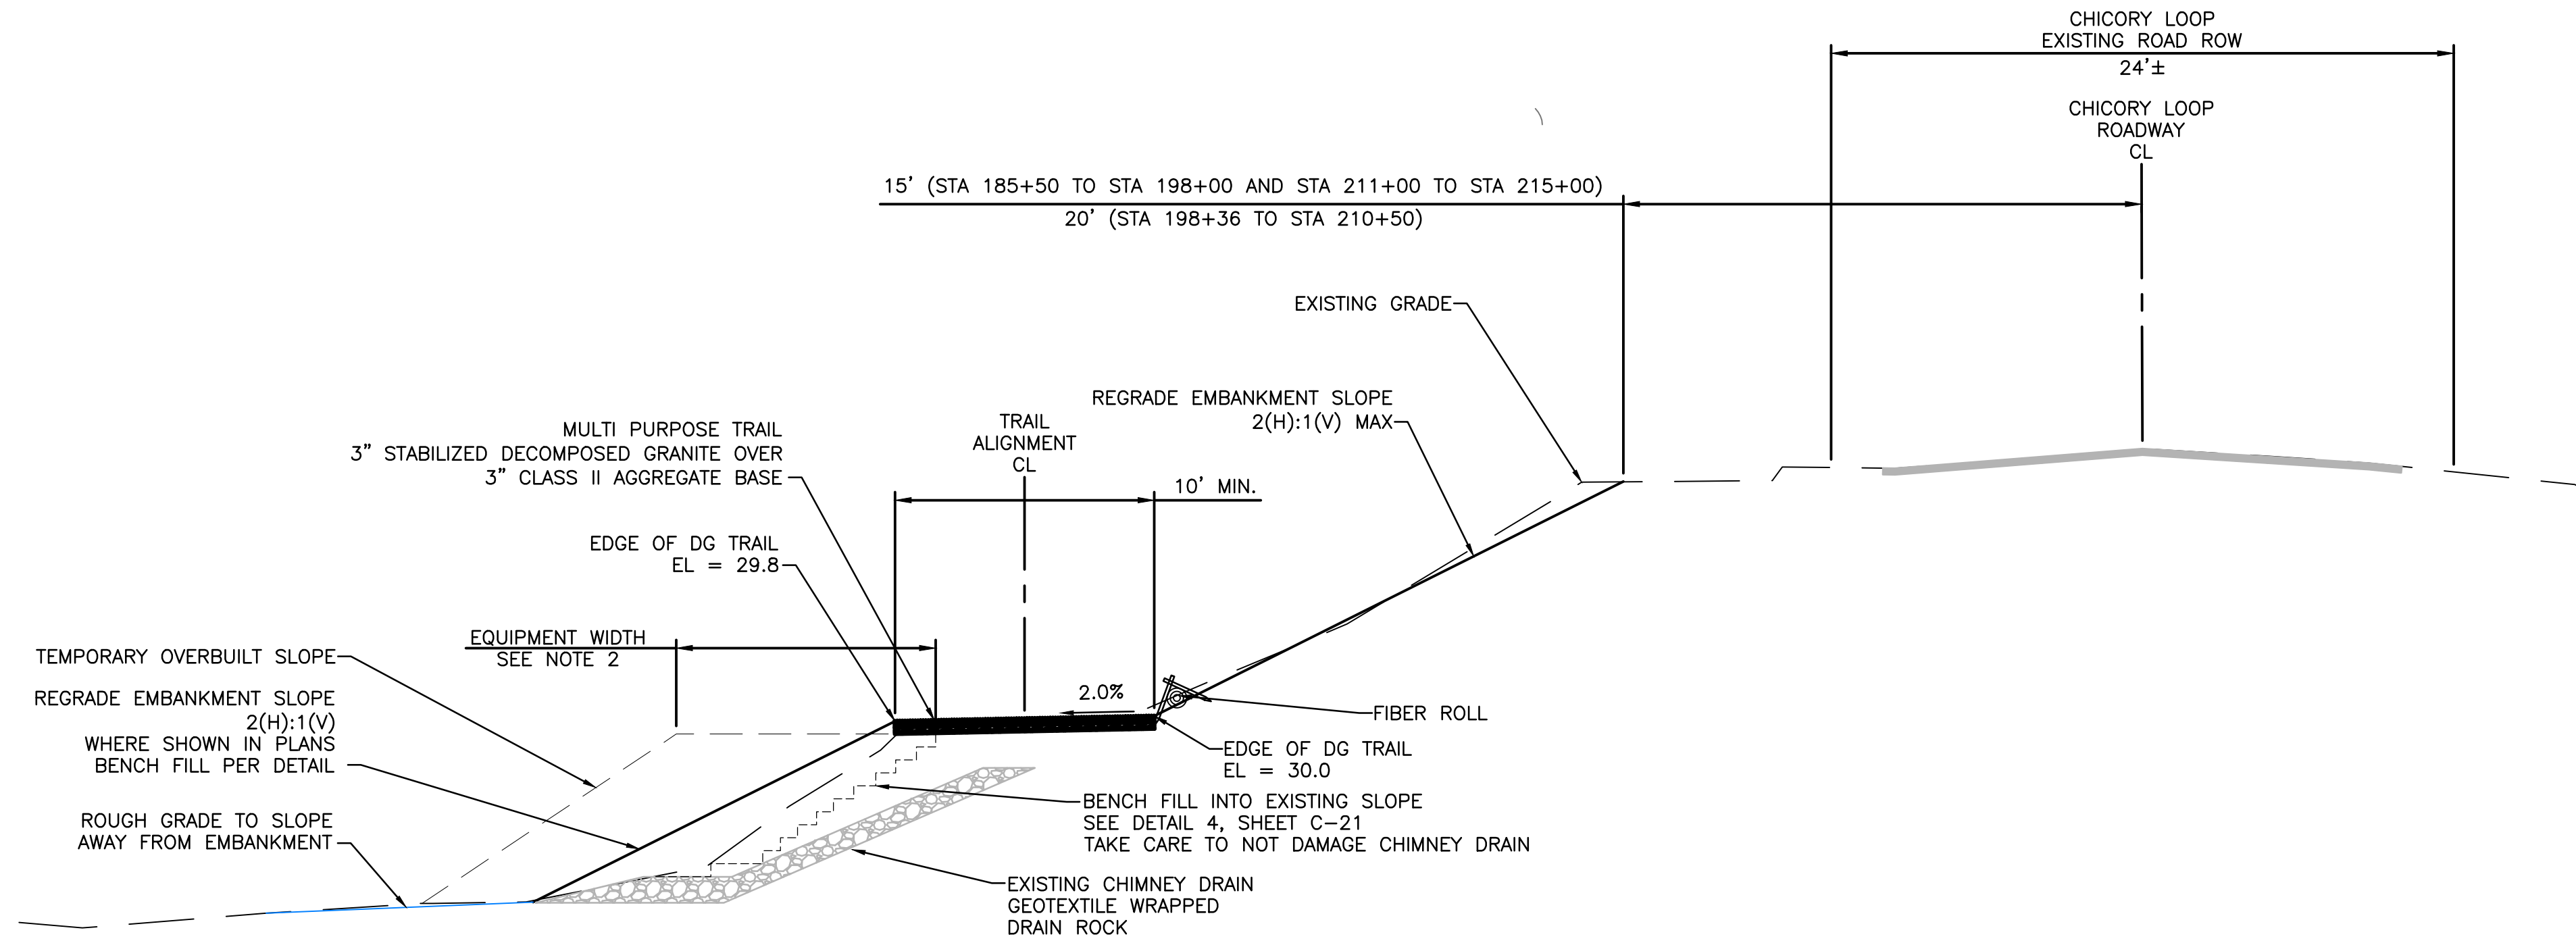 CHICORY LOOP
EXISTING ROAD ROW
24'±
CHICORY LOOP
ROADWAY
CL
15' (STA 185+50 TO STA 198+00 AND STA 211+00 TO STA 215+00)
20' (STA 198+36 TO STA 210+50)
EXISTING GRADE
REGRADE EMBANKMENT SLOPE
2(H):1(V) MAX
TRAIL
ALIGNMENT
CL
MULTI PURPOSE TRAIL
3" STABILIZED DECOMPOSED GRANITE OVER
3" CLASS II AGGREGATE BASE
10' MIN.
EDGE OF DG TRAIL
EL = 29.8
EQUIPMENT WIDTH
SEE NOTE 2
TEMPORARY OVERBUILT SLOPE
REGRADE EMBANKMENT SLOPE
2(H):1(V)
WHERE SHOWN IN PLANS
BENCH FILL PER DETAIL
ROUGH GRADE TO SLOPE
AWAY FROM EMBANKMENT
2.0%
FIBER ROLL
EDGE OF DG TRAIL
EL = 30.0
BENCH FILL INTO EXISTING SLOPE
SEE DETAIL 4, SHEET C-21
TAKE CARE TO NOT DAMAGE CHIMNEY DRAIN
EXISTING CHIMNEY DRAIN
GEOTEXTILE WRAPPED
DRAIN ROCK